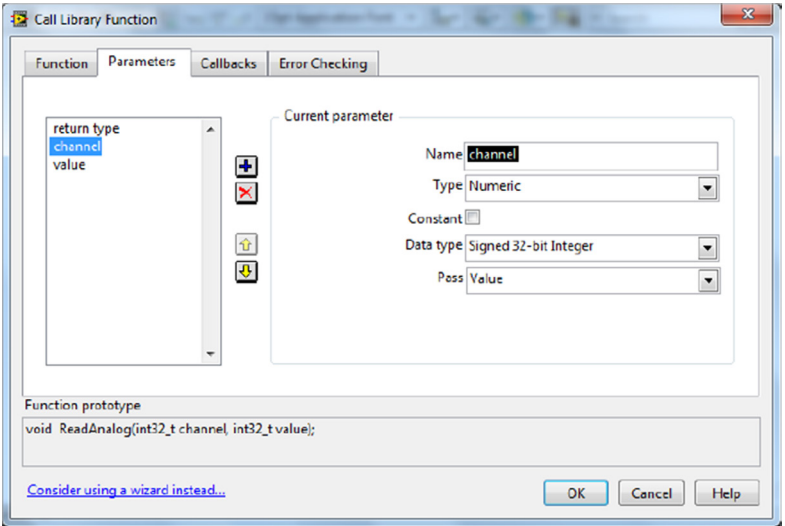 Call Library Function
Function Parameters Callbacks Error Checking
return type
channel
value
Current parameter
Name channel
Type Numeric
Constant
Data type Signed 32-bit Integer
Pass Value
Function prototype
void ReadAnalog(int32_t channel, int32_t value);
Consider using a wizard instead...
OK Cancel Help